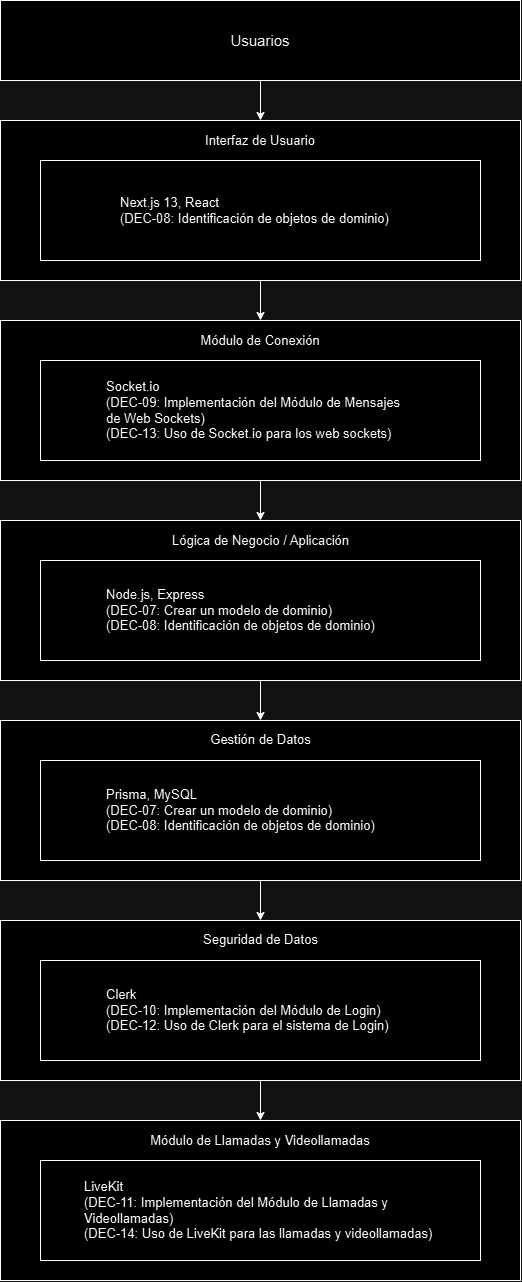 Usuarios
Interfaz de Usuario
Next.js 13, React
(DEC-08: Identificación de objetos de dominio)
Módulo de Conexión
Socket.io
(DEC-09: Implementación del Módulo de Mensajes
de Web Sockets)
(DEC-13: Uso de Socket.io para los web sockets)
Lógica de Negocio / Aplicación
Node.js, Express
(DEC-07: Crear un modelo de dominio)
(DEC-08: Identificación de objetos de dominio)
Gestión de Datos
Prisma, MySQL
(DEC-07: Crear un modelo de dominio)
(DEC-08: Identificación de objetos de dominio)
Seguridad de Datos
Clerk
(DEC-10: Implementación del Módulo de Login)
(DEC-12: Uso de Clerk para el sistema de Login)
Módulo de Llamadas y Videollamadas
LiveKit
(DEC-11: Implementación del Módulo de Llamadas y
Videollamadas)
(DEC-14: Uso de LiveKit para las llamadas y videollamadas)